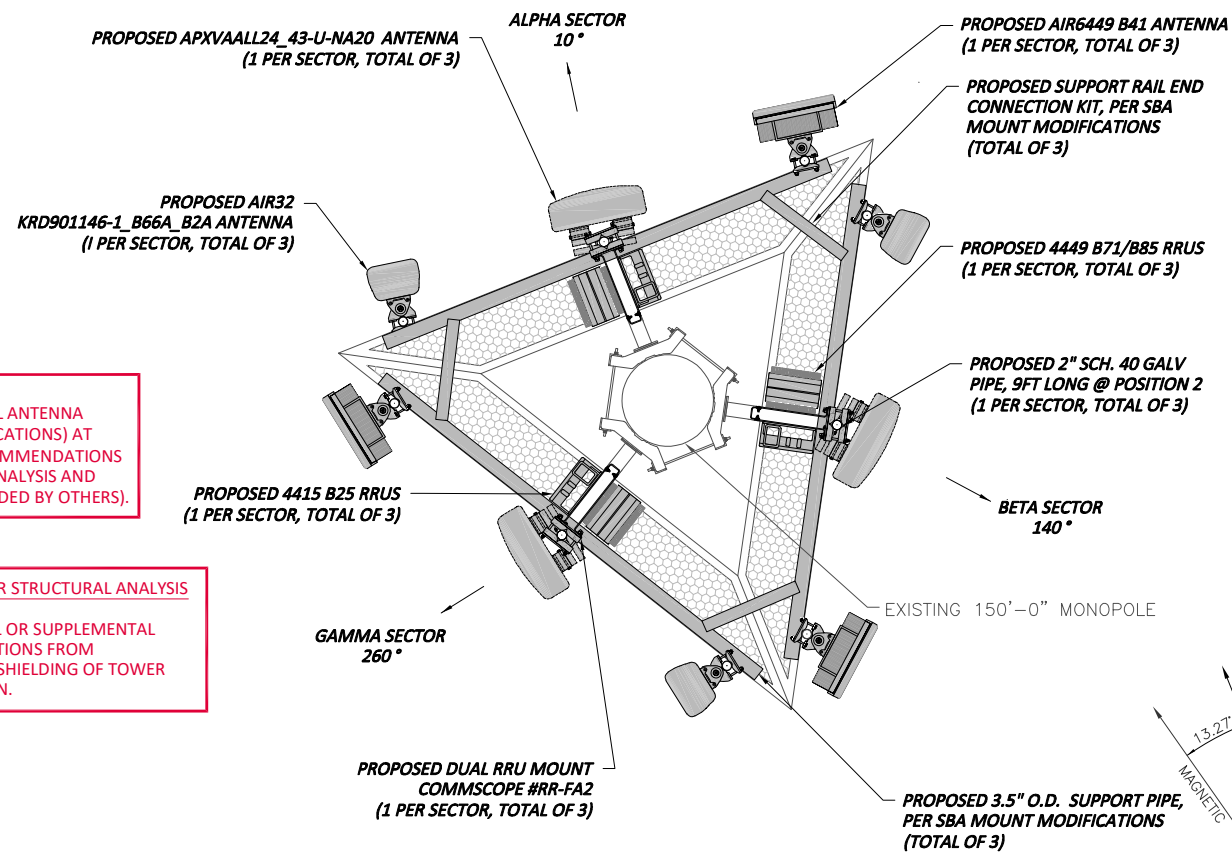 ALPHA SECTOR
10°
PROPOSED APXVAALL24_43-U-NA20 ANTENNA
(1 PER SECTOR, TOTAL OF 3)
PROPOSED AIR6449 B41 ANTENNA
(1 PER SECTOR, TOTAL OF 3)
PROPOSED SUPPORT RAIL END
CONNECTION KIT, PER SBA
MOUNT MODIFICATIONS
(TOTAL OF 3)
PROPOSED AIR32
KRD901146-1_B66A_B2A ANTENNA
(I PER SECTOR, TOTAL OF 3)
PROPOSED 4449 B71/B85 RRUS
(1 PER SECTOR, TOTAL OF 3)
PROPOSED 2" SCH. 40 GALV
PIPE, 9FT LONG @ POSITION 2
(1 PER SECTOR, TOTAL OF 3)
L ANTENNA
ICATIONS) AT
OMMENDATIONS
NALYSIS AND
DED BY OTHERS).
PROPOSED 4415 B25 RRUS
(1 PER SECTOR, TOTAL OF 3)
BETA SECTOR
140°
R STRUCTURAL ANALYSIS
L OR SUPPLEMENTAL
TIONS FROM
SHIELDING OF TOWER
N.
EXISTING 150'-0" MONOPOLE
GAMMA SECTOR
260°
PROPOSED DUAL RRU MOUNT
COMMSCOPE #RR-FA2
(1 PER SECTOR, TOTAL OF 3)
PROPOSED 3.5" O.D. SUPPORT PIPE,
PER SBA MOUNT MODIFICATIONS
(TOTAL OF 3)
13.27°
MAGNETIC